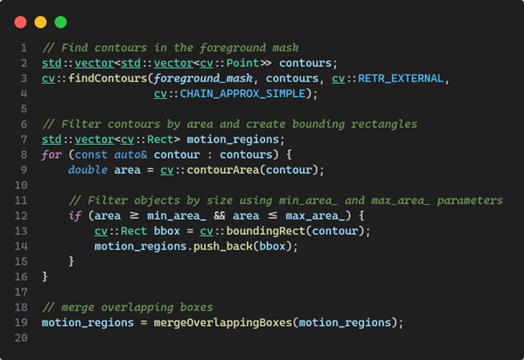 1 // Find contours in the foreground mask
2 std::vector<std::vector<cv::Point>> contours;
3 cv::findContours(foreground_mask, contours, cv::RETR_EXTERNAL,
4                  cv::CHAIN_APPROX_SIMPLE);
5
6 // Filter contours by area and create bounding rectangles
7 std::vector<cv::Rect> motion_regions;
8 for (const auto& contour : contours) {
9     double area = cv::contourArea(contour);
10
11     // Filter objects by size using min_area_ and max_area_ parameters
12     if (area ≥ min_area_ && area ≤ max_area_) {
13         cv::Rect bbox = cv::boundingRect(contour);
14         motion_regions.push_back(bbox);
15     }
16 }
17
18 // merge overlapping boxes
19 motion_regions = mergeOverlappingBoxes(motion_regions);
20